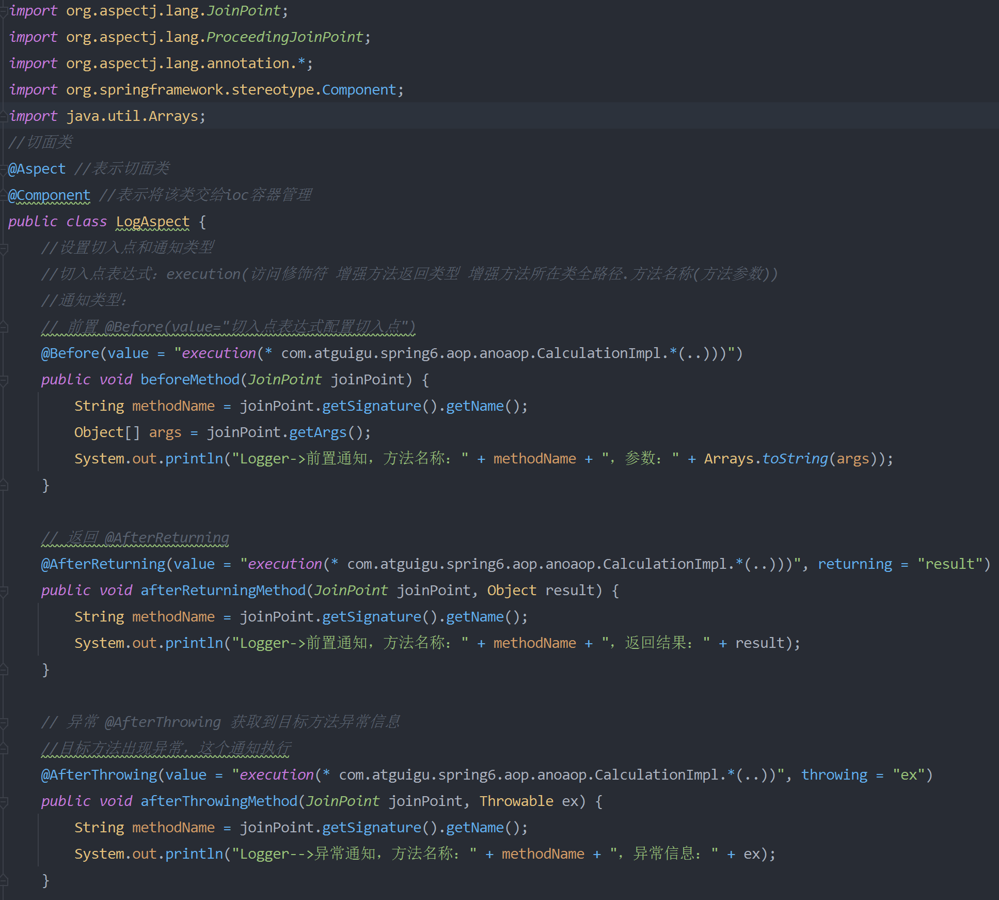 import org.aspectj.lang.JoinPoint;
import org.aspectj.lang.ProceedingJoinPoint;
import org.aspectj.lang.annotation.*;
import org.springframework.stereotype.Component;
import java.util.Arrays;
//切面类
@Aspect //表示切面类
@Component //表示将该类交给ioc容器管理
public class LogAspect {
    //设置切入点和通知类型
    //切入点表达式：execution(访问修饰符 增强方法返回类型 增强方法所在类全路径.方法名称(方法参数))
    //通知类型：
    // 前置 @Before(value="切入点表达式配置切入点")
    @Before(value = "execution(* com.atguigu.spring6.aop.anoaop.CalculationImpl.*(..)))")
    public void beforeMethod(JoinPoint joinPoint) {
        String methodName = joinPoint.getSignature().getName();
        Object[] args = joinPoint.getArgs();
        System.out.println("Logger->前置通知，方法名称：" + methodName + "，参数：" + Arrays.toString(args));
    }
    // 返回 @AfterReturning
    @AfterReturning(value = "execution(* com.atguigu.spring6.aop.anoaop.CalculationImpl.*(..)))", returning = "result")
    public void afterReturningMethod(JoinPoint joinPoint, Object result) {
        String methodName = joinPoint.getSignature().getName();
        System.out.println("Logger->前置通知，方法名称：" + methodName + "，返回结果：" + result);
    }
    // 异常 @AfterThrowing 获取到目标方法异常信息
    //目标方法出现异常，这个通知执行
    @AfterThrowing(value = "execution(* com.atguigu.spring6.aop.anoaop.CalculationImpl.*(..))", throwing = "ex")
    public void afterThrowingMethod(JoinPoint joinPoint, Throwable ex) {
        String methodName = joinPoint.getSignature().getName();
        System.out.println("Logger-->异常通知，方法名称：" + methodName + "，异常信息：" + ex);
    }